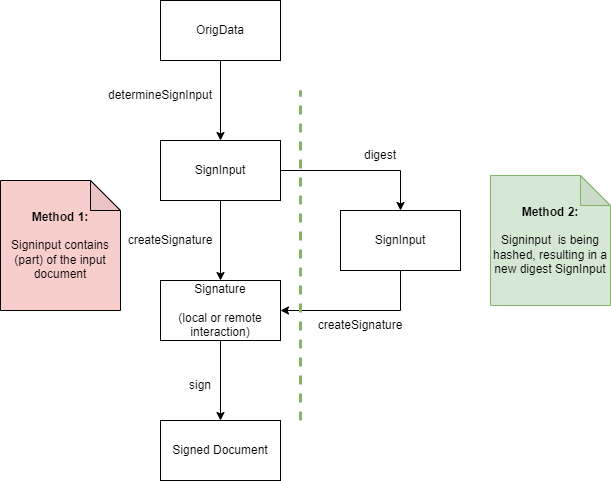 OrigData
determineSignInput
SignInput
digest
Method 1:
Signinput contains
(part) of the input
document
Method 2:
Signinput is being
hashed, resulting in a
new digest SignInput
createSignature
SignInput
Signature
(local or remote
interaction)
createSignature
sign
Signed Document